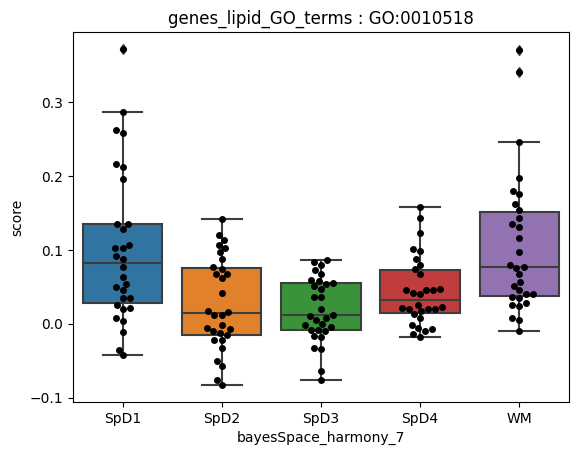 genes_lipid_GO_terms : GO:0010518
score
0.3
0.2
0.1
0.0
−0.1
SpD1 SpD2 SpD3 SpD4 WM
bayesSpace_harmony_7